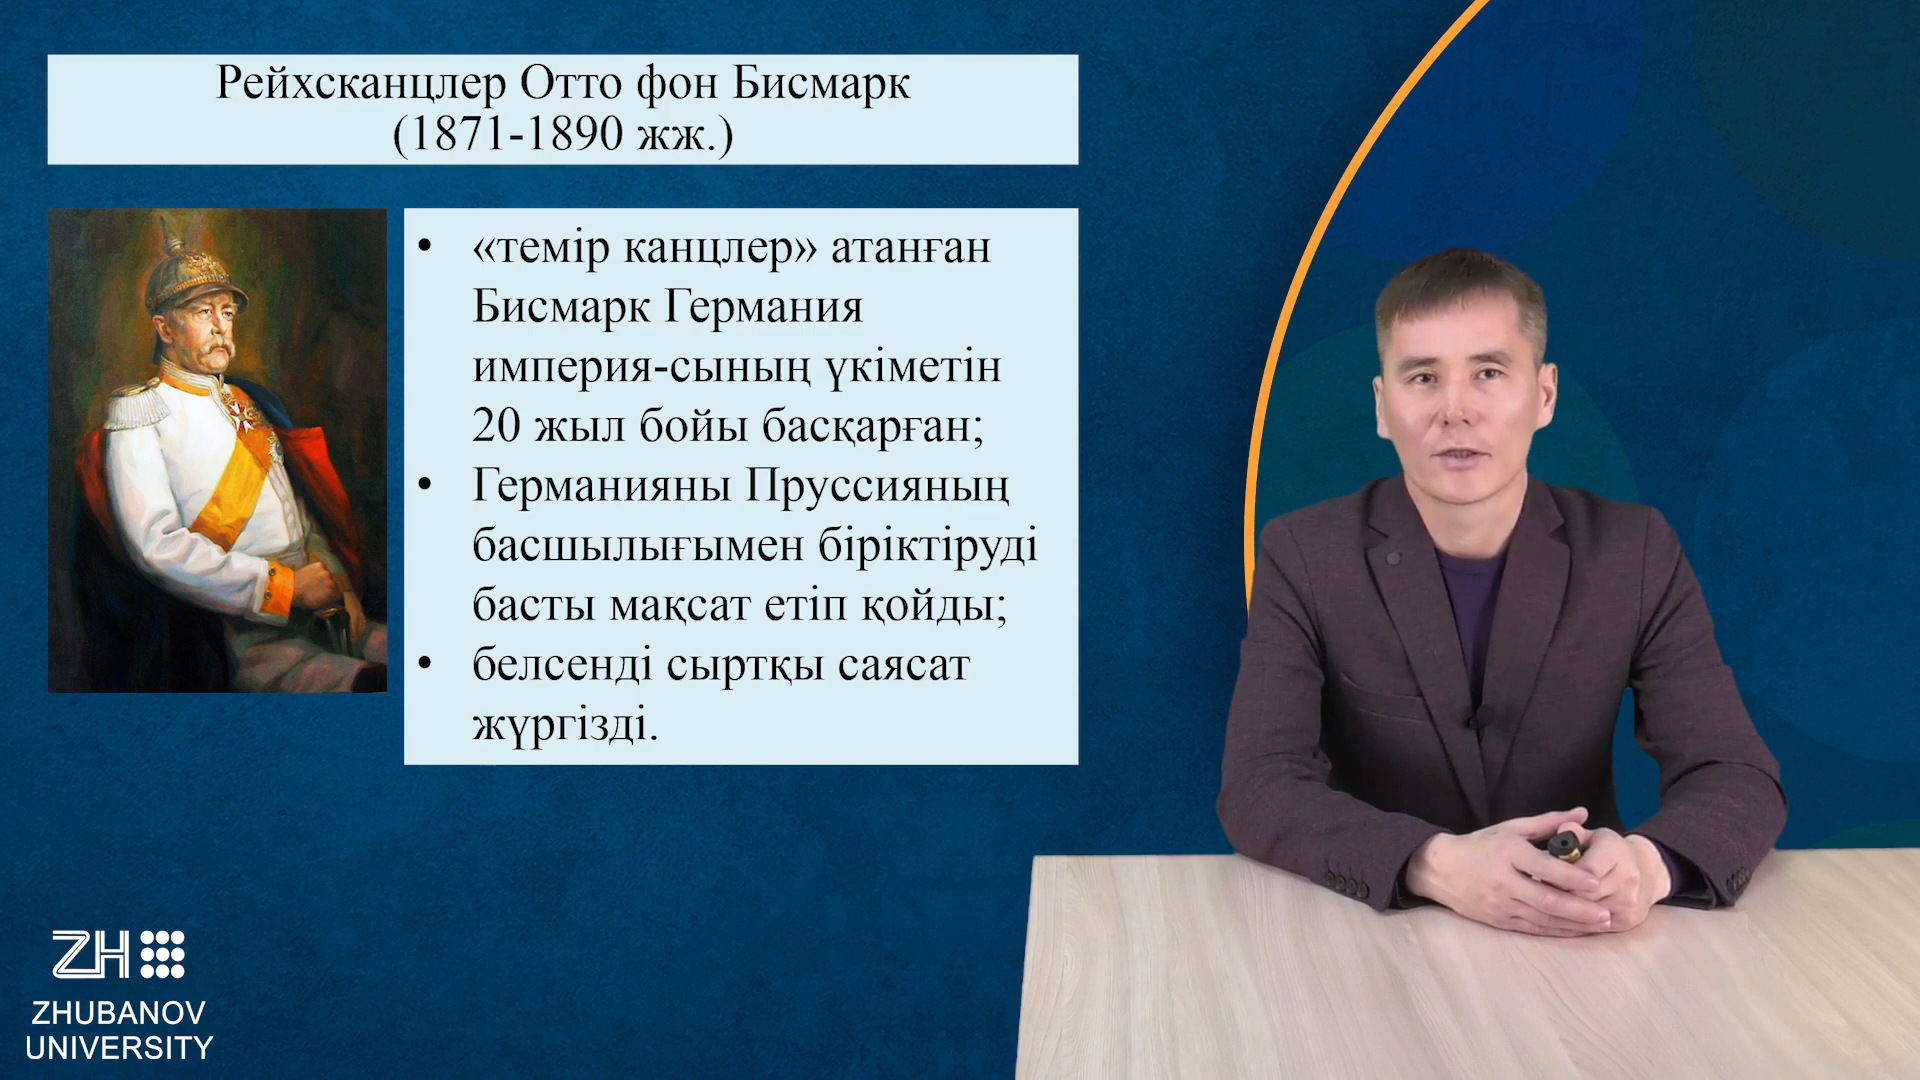 Рейхсканцлер Отто фон Бисмарк
(1871-1890 жж.)
• «темір канцлер» атанған
Бисмарк Германия
империя-сының үкіметін
20 жыл бойы басқарған;
• Германияны Пруссияның
басшылығымен біріктіруді
басты мақсат етіп қойды;
• белсенді сыртқы саясат
жүргізді.
ZH
ZHUBANOV
UNIVERSITY